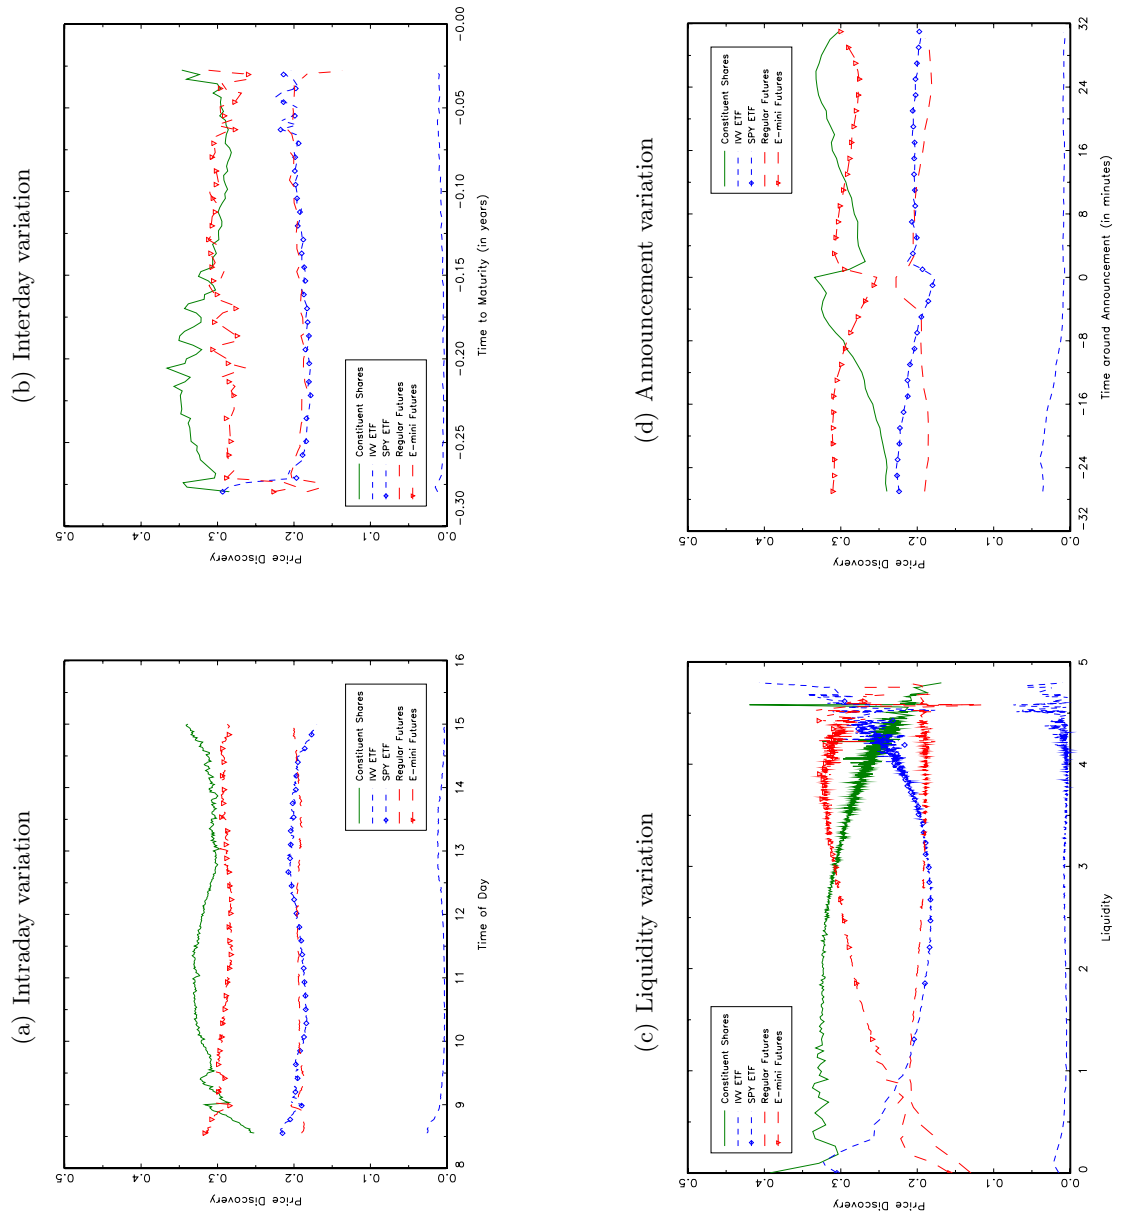 (a) Intraday variation
Price Discovery
0.5
0.4
0.3
0.2
0.1
0.0
8
9
10
11
12
13
14
15
16
Time of Day
Constituent Shares
IVV ETF
SPY ETF
Regular Futures
E-mini Futures
(b) Interday variation
Price Discovery
0.5
0.4
0.3
0.2
0.1
0.0
-0.30
-0.25
-0.20
-0.15
-0.10
-0.05
-0.00
Time to Maturity (in years)
Constituent Shares
IVV ETF
SPY ETF
Regular Futures
E-mini Futures
(c) Liquidity variation
Price Discovery
0.5
0.4
0.3
0.2
0.1
0.0
0
1
2
3
4
5
Liquidity
Constituent Shares
IVV ETF
SPY ETF
Regular Futures
E-mini Futures
(d) Announcement variation
Price Discovery
0.5
0.4
0.3
0.2
0.1
0.0
-32
-24
-16
-8
0
8
16
24
32
Time around Announcement (in minutes)
Constituent Shares
IVV ETF
SPY ETF
Regular Futures
E-mini Futures